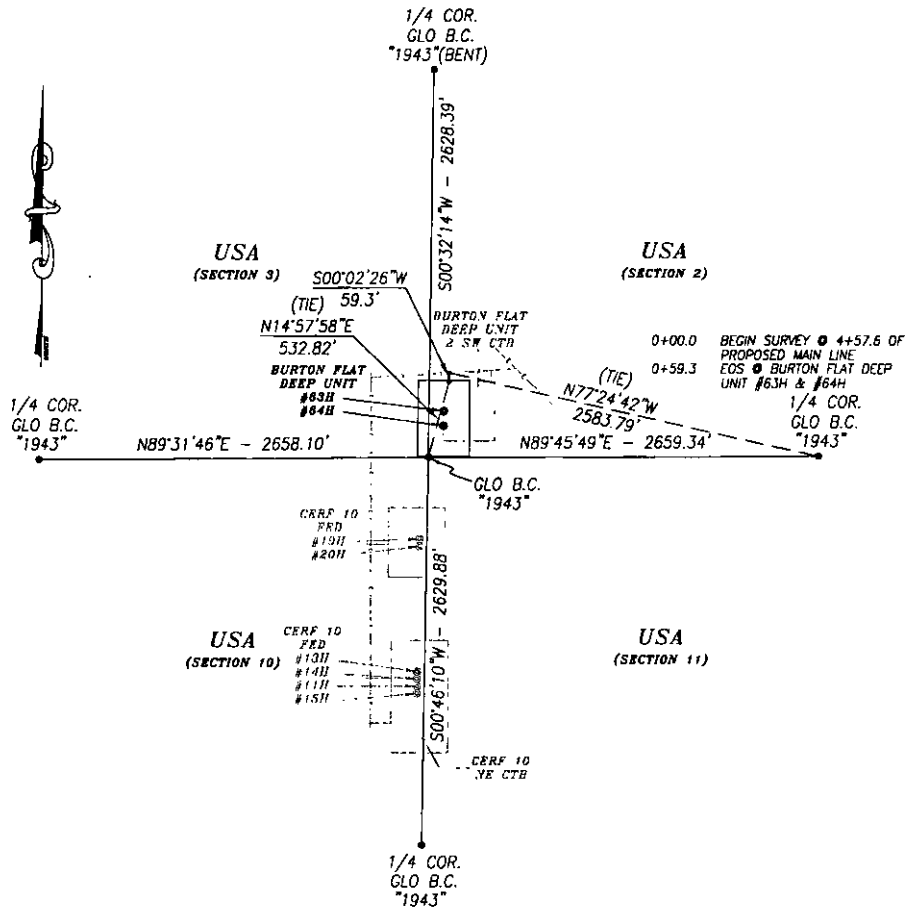 1/4 COR.
GLO B.C.
"1943"(BENT)
S00°32'14"W - 2628.39'
USA
(SECTION 3)
USA
(SECTION 2)
S00°02'26"W
59.3'
(TIE)
N14°57'58"E
532.82'
BURTON FLAT
DEEP UNIT
2 SW CTB
BURTON FLAT
DEEP UNIT
#63H
#64H
0+00.0 BEGIN SURVEY @ 4+57.6 OF
PROPOSED MAIN LINE
0+59.3 EOS @ BURTON FLAT DEEP
UNIT #63H & #64H
(TIE)
N77°24'42"W
2583.79'
1/4 COR.
GLO B.C.
"1943"
1/4 COR.
GLO B.C.
"1943"
N89°31'46"E - 2658.10'
N89°45'49"E - 2659.34'
GLO B.C.
"1943"
CERF 10
FED
#19H
#20H
S00°46'10"W - 2629.88'
USA
(SECTION 10)
CERF 10
FED
#13H
#14H
#11H
#15H
USA
(SECTION 11)
CERF 10
NE CTB
1/4 COR.
GLO B.C.
"1943"